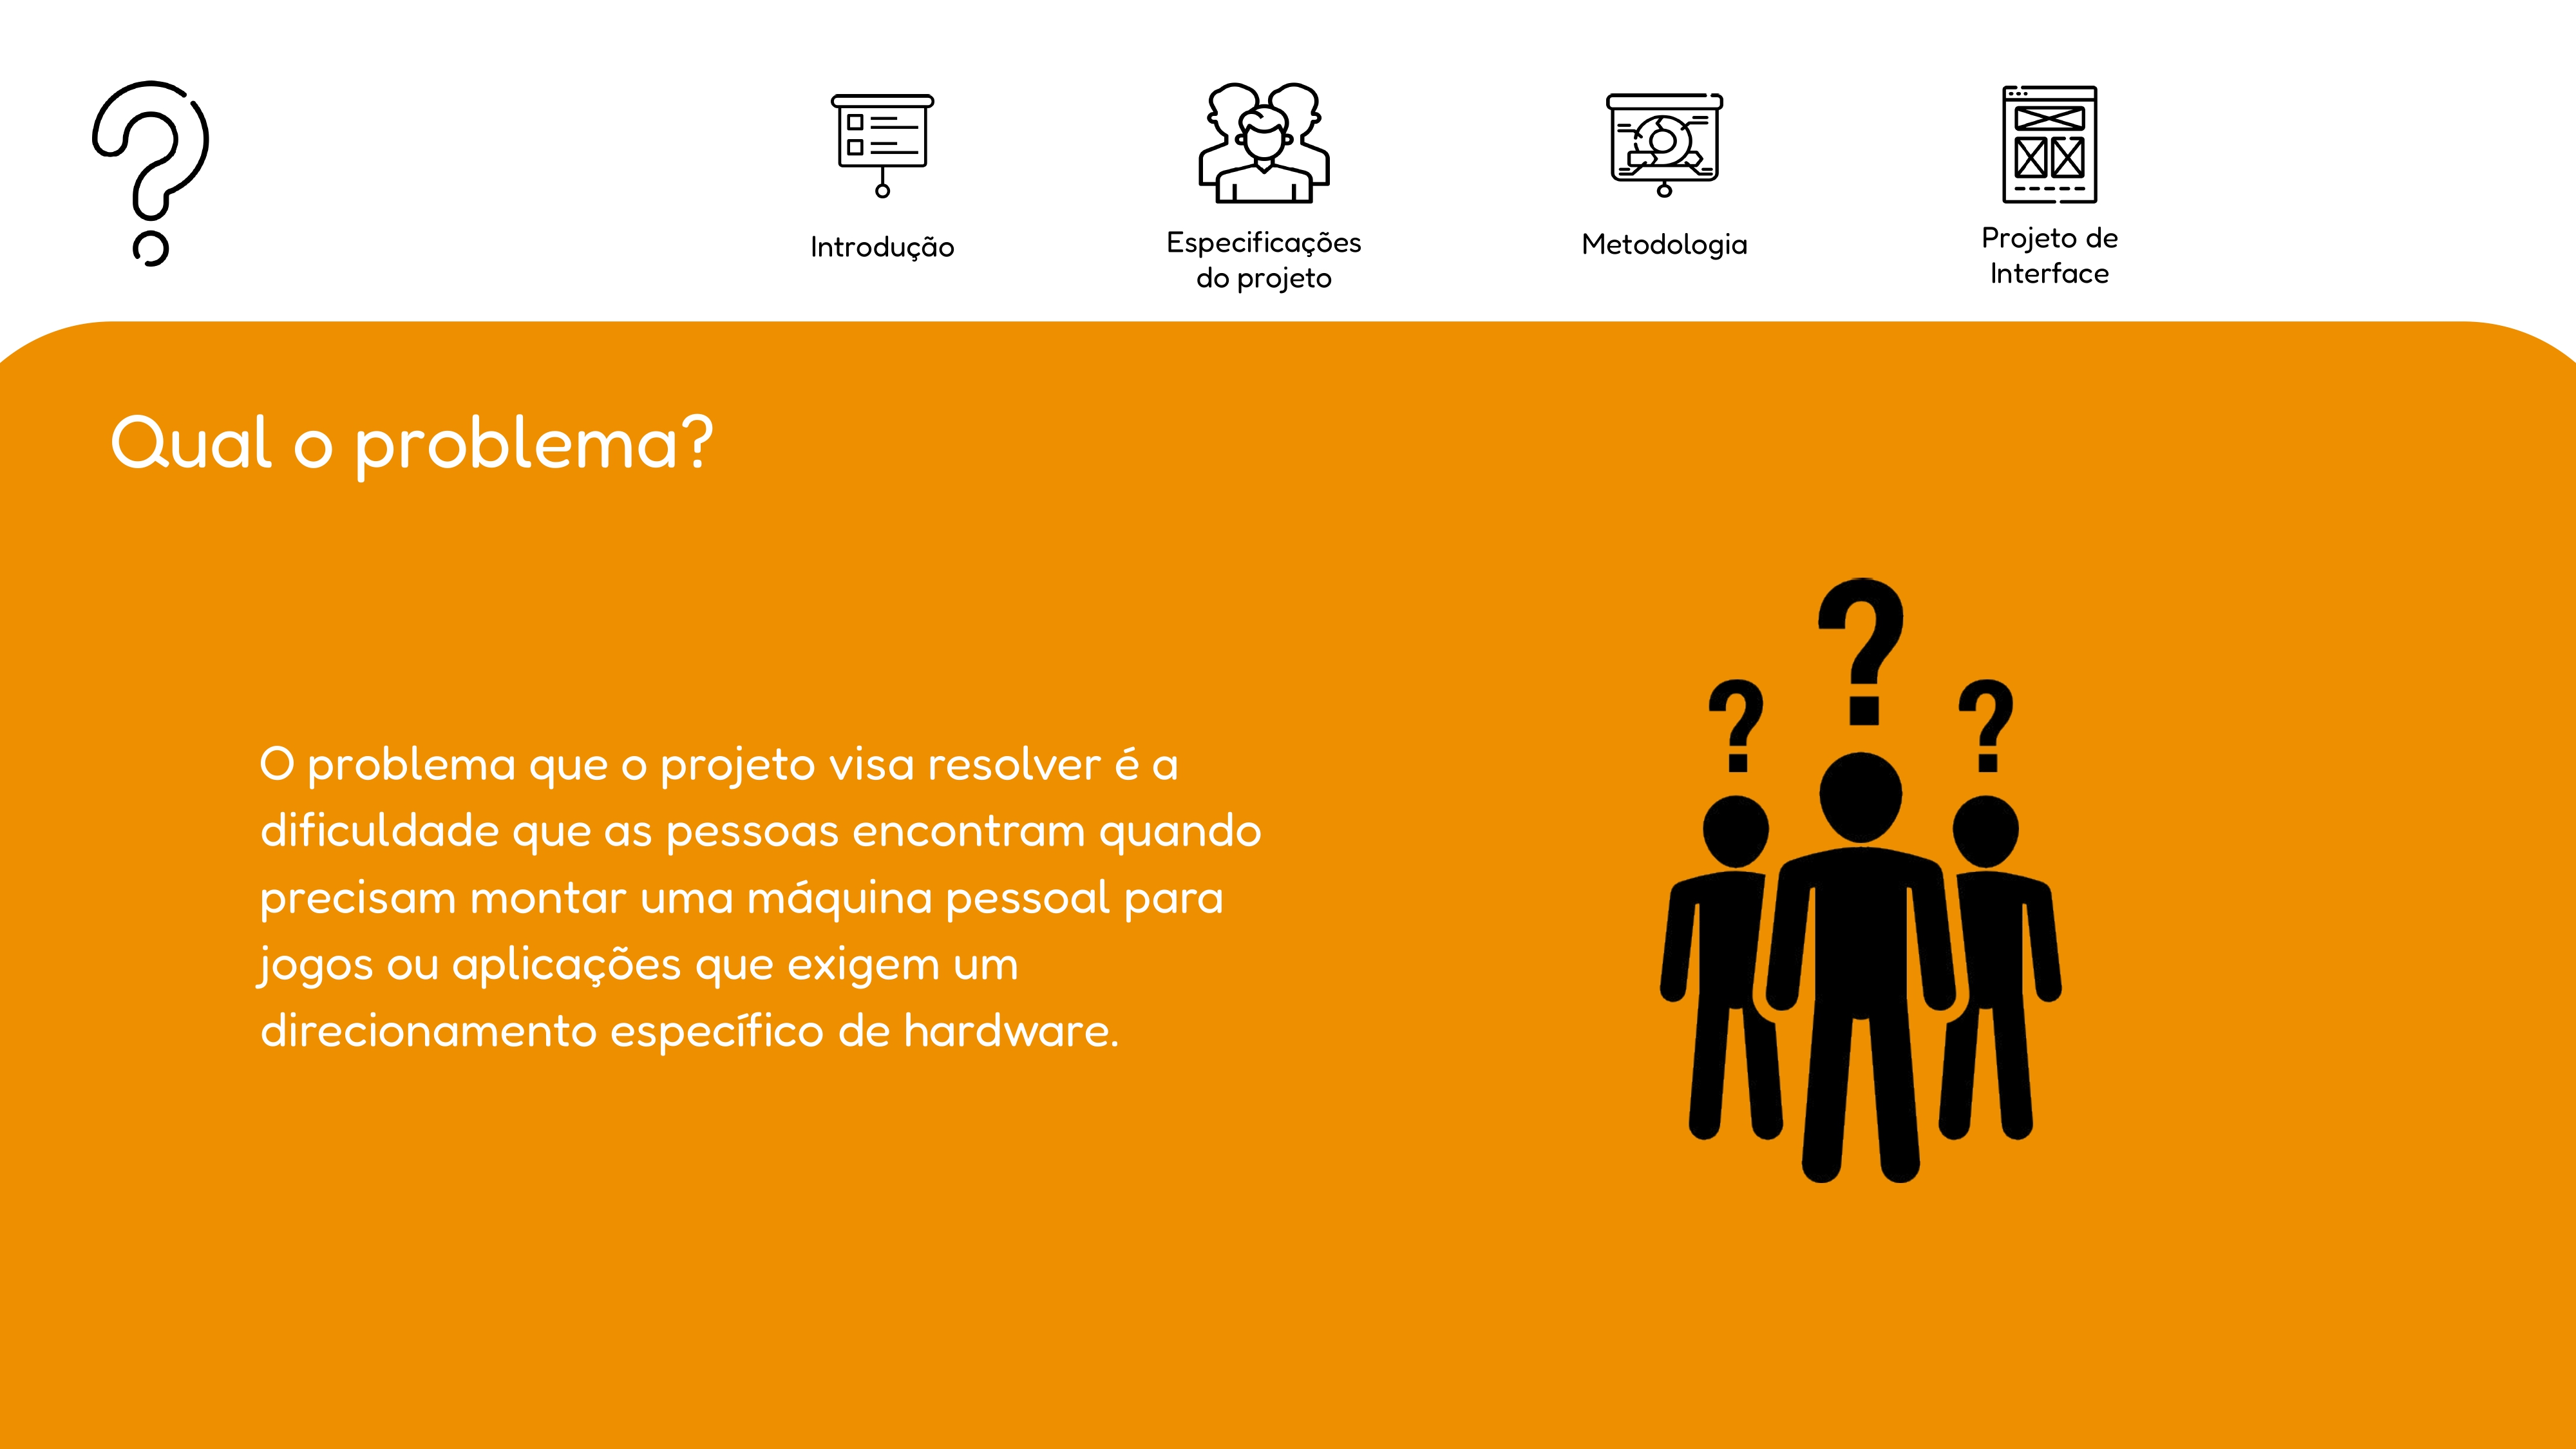 Introdução
Especificações
do projeto
Metodologia
Projeto de
Interface
Qual o problema?
? ? ?
O problema que o projeto visa resolver é a
dificuldade que as pessoas encontram quando
precisam montar uma máquina pessoal para
jogos ou aplicações que exigem um
direcionamento específico de hardware.